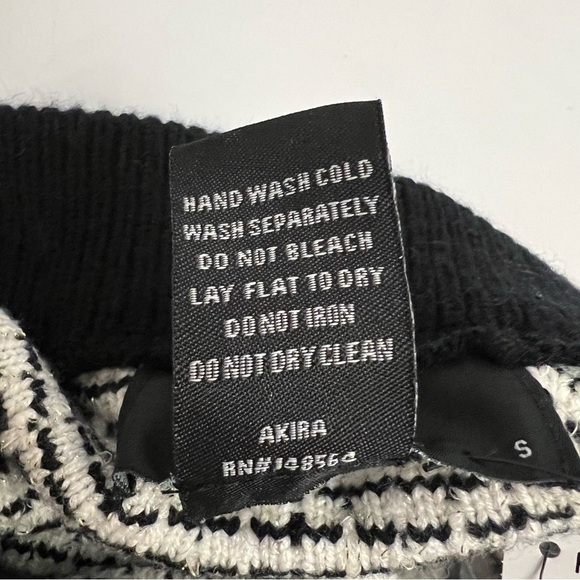 HAND WASH COLD
WASH SEPARATELY
DO NOT BLEACH
LAY FLAT TO DRY
DO NOT IRON
DO NOT DRY CLEAN
AKIRA
RN#148564
S